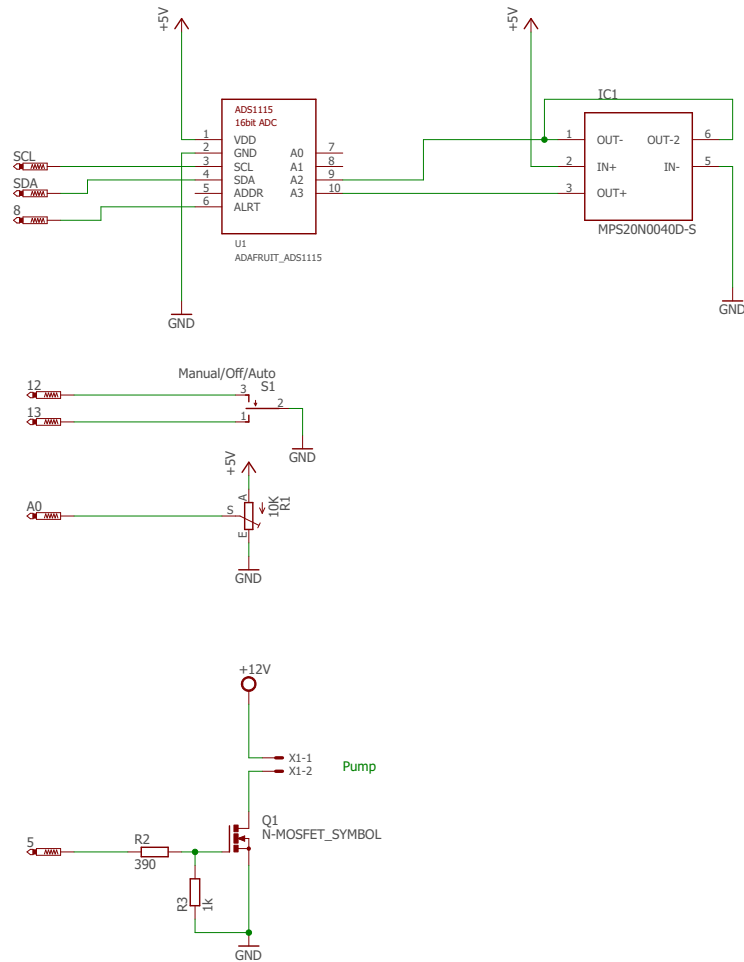 +5V
+5V
ADS1115
16bit ADC
IC1
1 VDD
2 GND A0 7
SCL 3 SCL A1 8
SDA 4 SDA A2 9
5 ADDR A3 10
8 6 ALRT
1 OUT- OUT-2 6
2 IN+ IN- 5
3 OUT+
MPS20N0040D-S
U1
ADAFRUIT_ADS1115
GND
GND
Manual/Off/Auto
S1
12 3
2
13 1
GND
+5V
A
A0 S
10K
R1
E
GND
+12V
X1-1
X1-2
Pump
Q1
N-MOSFET_SYMBOL
5
R2
390
R3
1k
GND